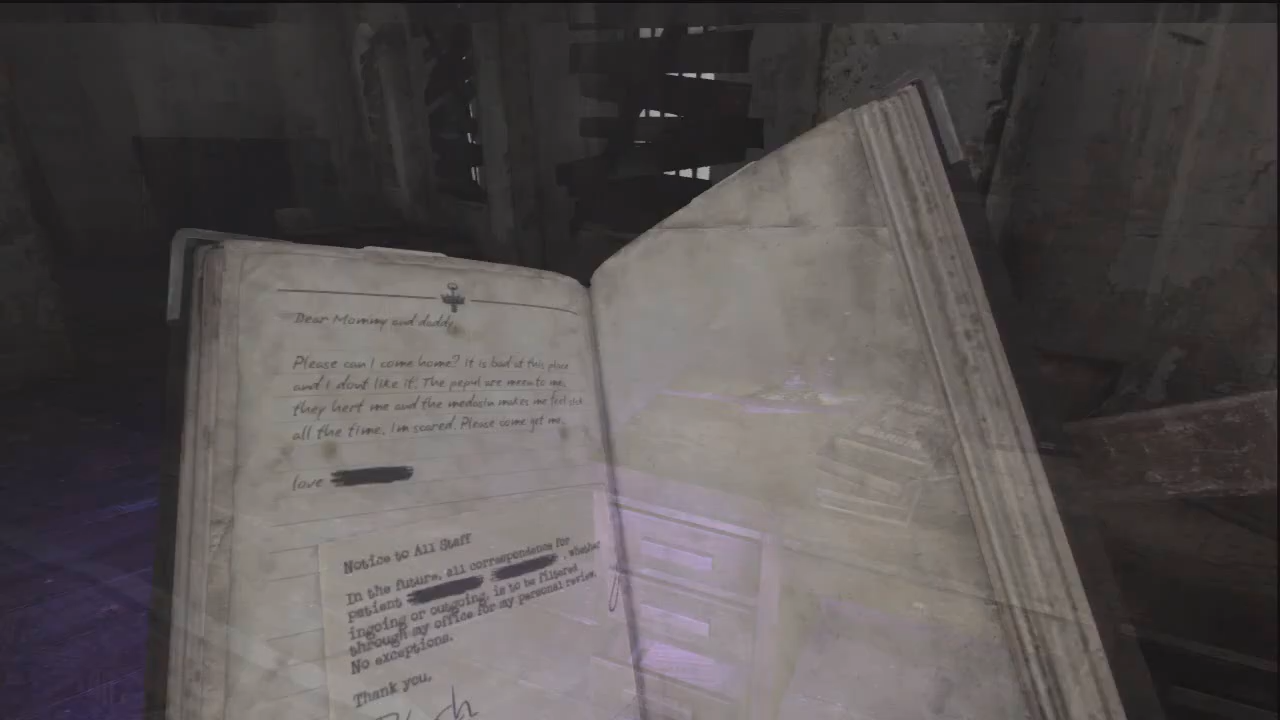 Dear Mommy and daddy,
Please can I come home? It is bad at this place
and I dont like it. The pepul are meen to me,
they hert me and the medasin makes me feel sick
all the time. Im scared. Please come get me.
love
Notice to All Staff
In the future, all correspondence for
patient , whether
ingoing or outgoing, is to be filtered
through my office for my personal review.
No exceptions.
Thank you,